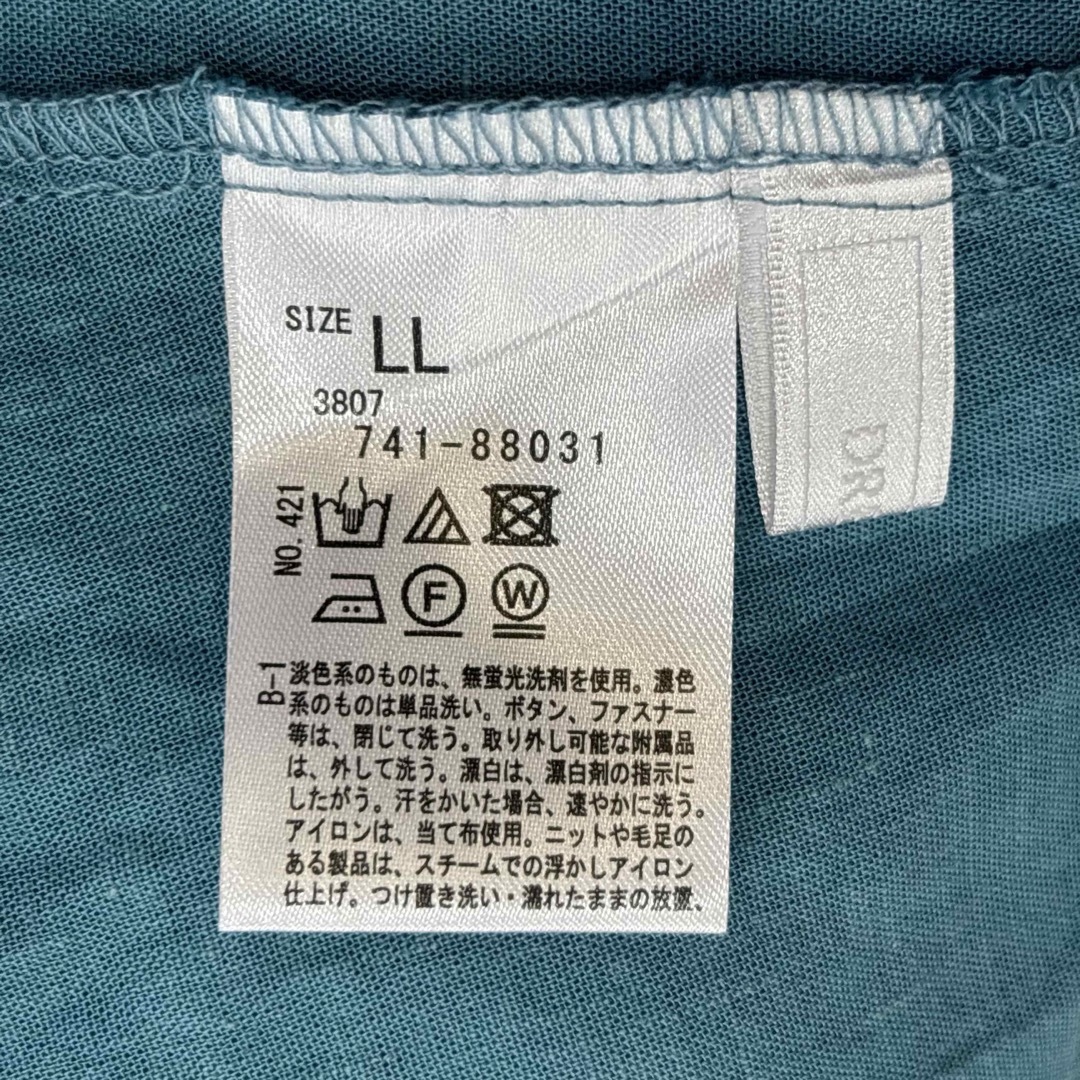 SIZE LL
3807
741-88031
NO. 421
F
W
B-1
淡色系のものは、無蛍光洗剤を使用。濃色
系のものは単品洗い。ボタン、ファスナー
等は、閉じて洗う。取り外し可能な附属品
は、外して洗う。漂白は、漂白剤の指示に
したがう。汗をかいた場合、速やかに洗う。
アイロンは、当て布使用。ニットや毛足の
ある製品は、スチームでの浮かしアイロン
仕上げ。つけ置き洗い・濡れたままの放置、
DR